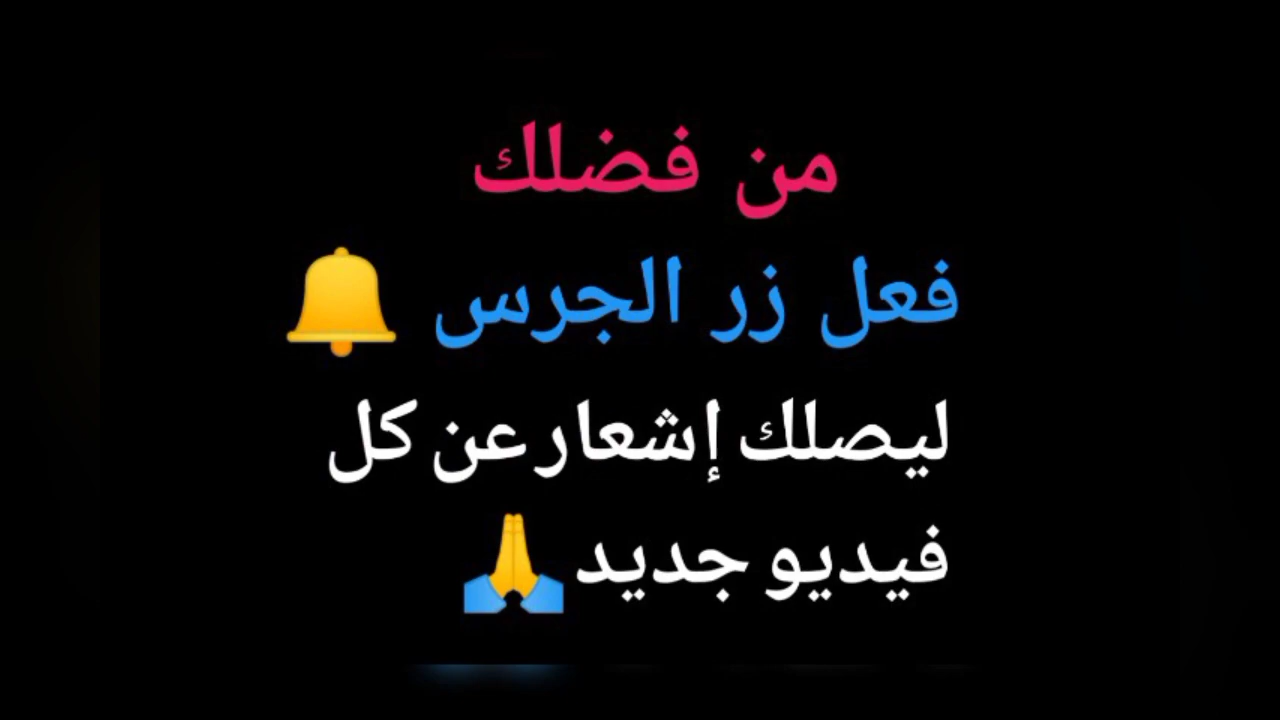 من فضلك
فعل زر الجرس 🔔
ليصلك إشعار عن كل
فيديو جديد 🙏